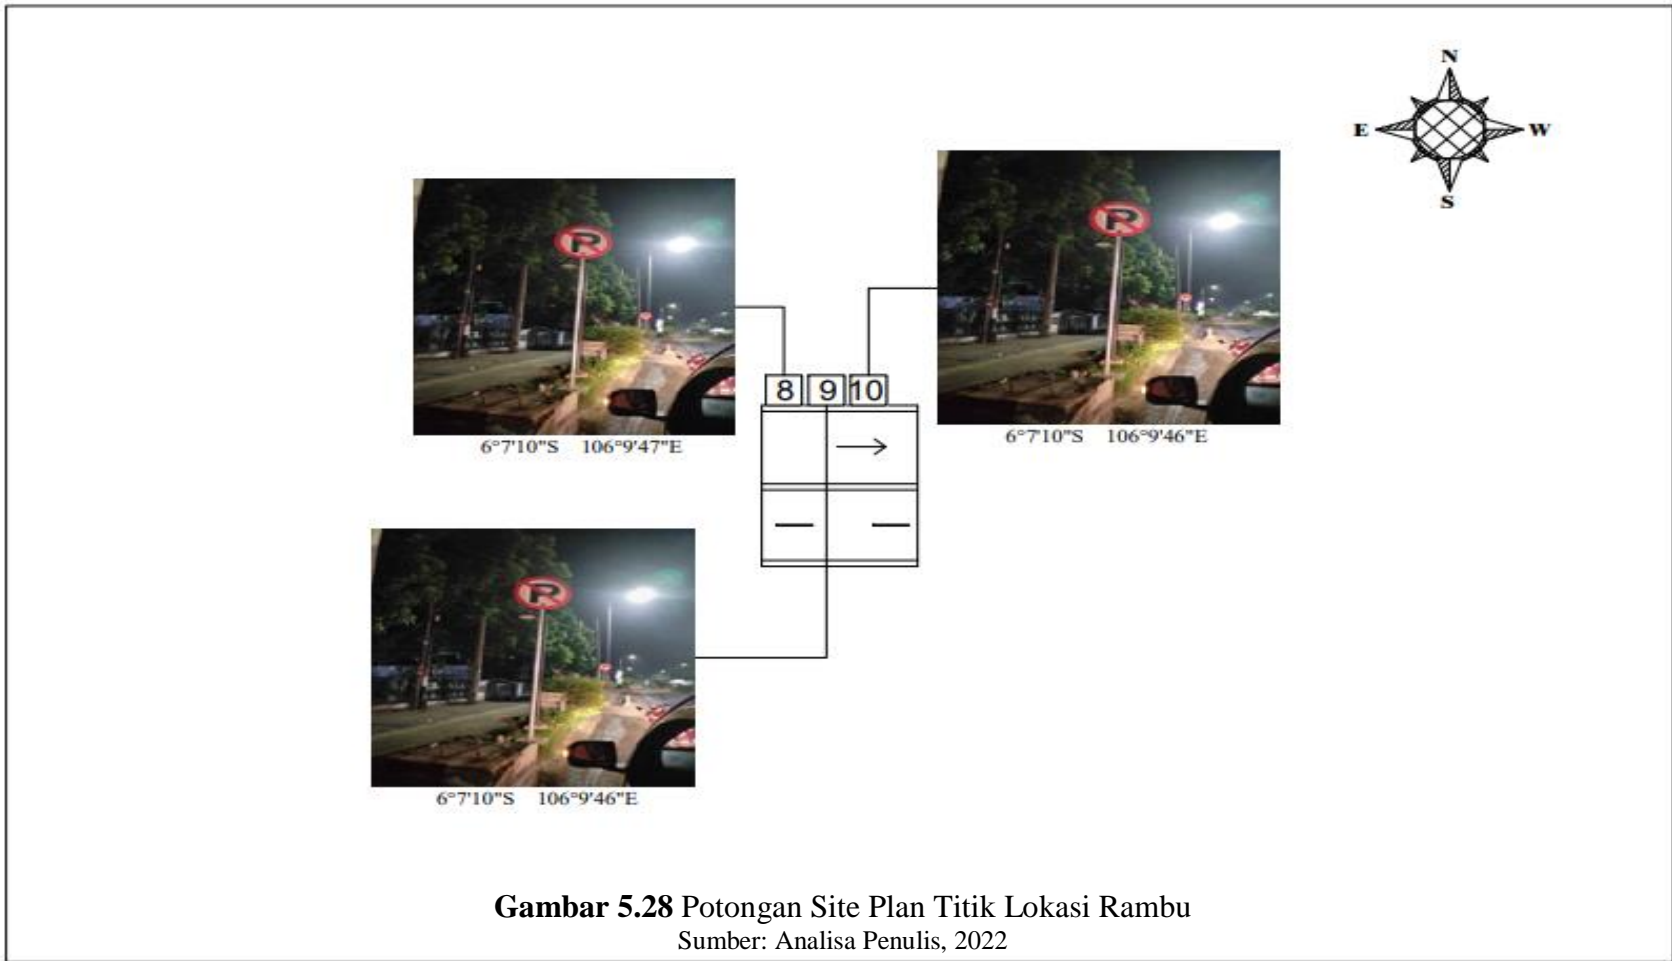 N
E W
S
P
P
6°7'10"S 106°9'47"E
6°7'10"S 106°9'46"E
8 9 10
P
6°7'10"S 106°9'46"E
Gambar 5.28 Potongan Site Plan Titik Lokasi Rambu
Sumber: Analisa Penulis, 2022